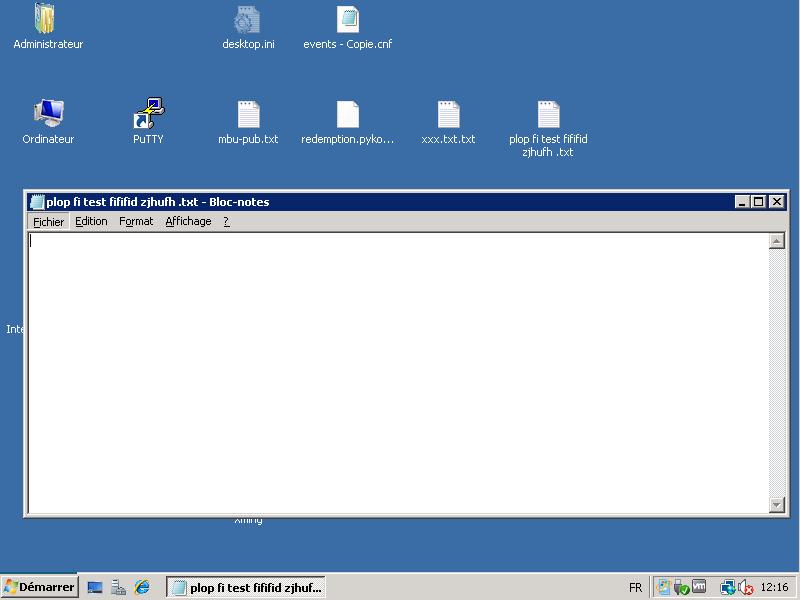 Administrateur
desktop.ini
events - Copie.cnf
Ordinateur
PuTTY
mbu-pub.txt
redemption.pyko...
xxx.txt.txt
plop fi test fififid
zjhufh .txt
plop fi test fififid zjhufh .txt - Bloc-notes
Fichier Edition Format Affichage ?
Inte
Xming
Démarrer
plop fi test fififid zjhuf...
FR
vm
12:16